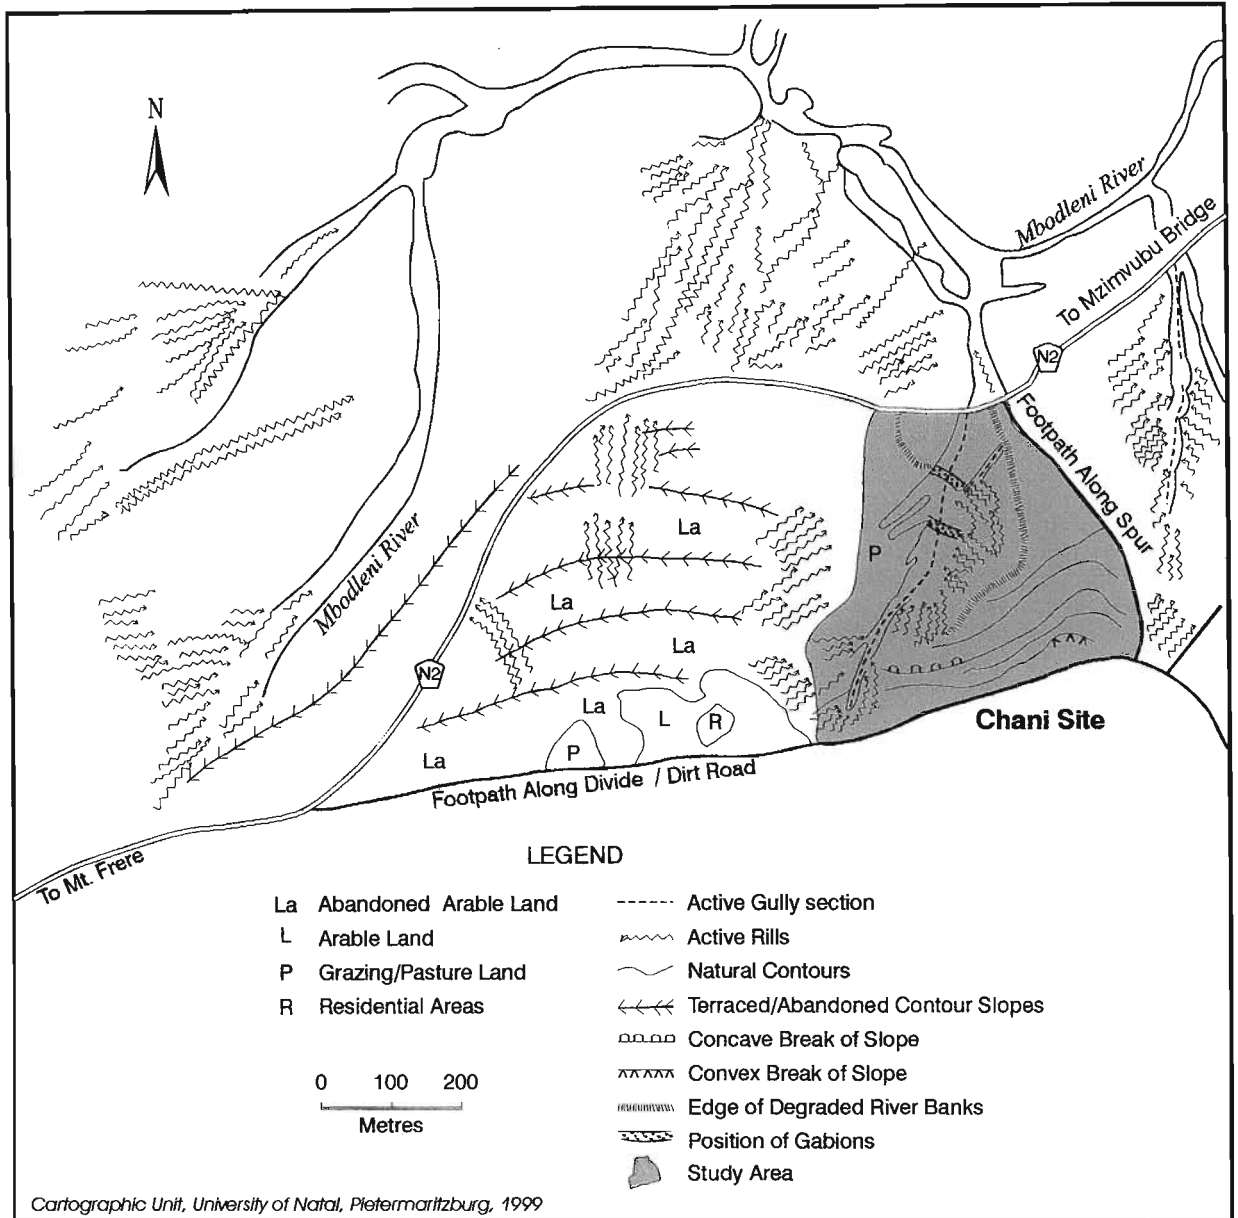 N
Mbodleni River
To Mzimvubu Bridge
N2
Footpath Along Spur
Mbodleni River
La
P
La
La
N2
La
L
R
P
La
Chani Site
Footpath Along Divide / Dirt Road
To Mt. Frere
LEGEND
La Abandoned Arable Land
L Arable Land
P Grazing/Pasture Land
R Residential Areas
0 100 200
Metres
Active Gully section
Active Rills
Natural Contours
Terraced/Abandoned Contour Slopes
Concave Break of Slope
Convex Break of Slope
Edge of Degraded River Banks
Position of Gabions
Study Area
Cartographic Unit, University of Natal, Pietermaritzburg, 1999